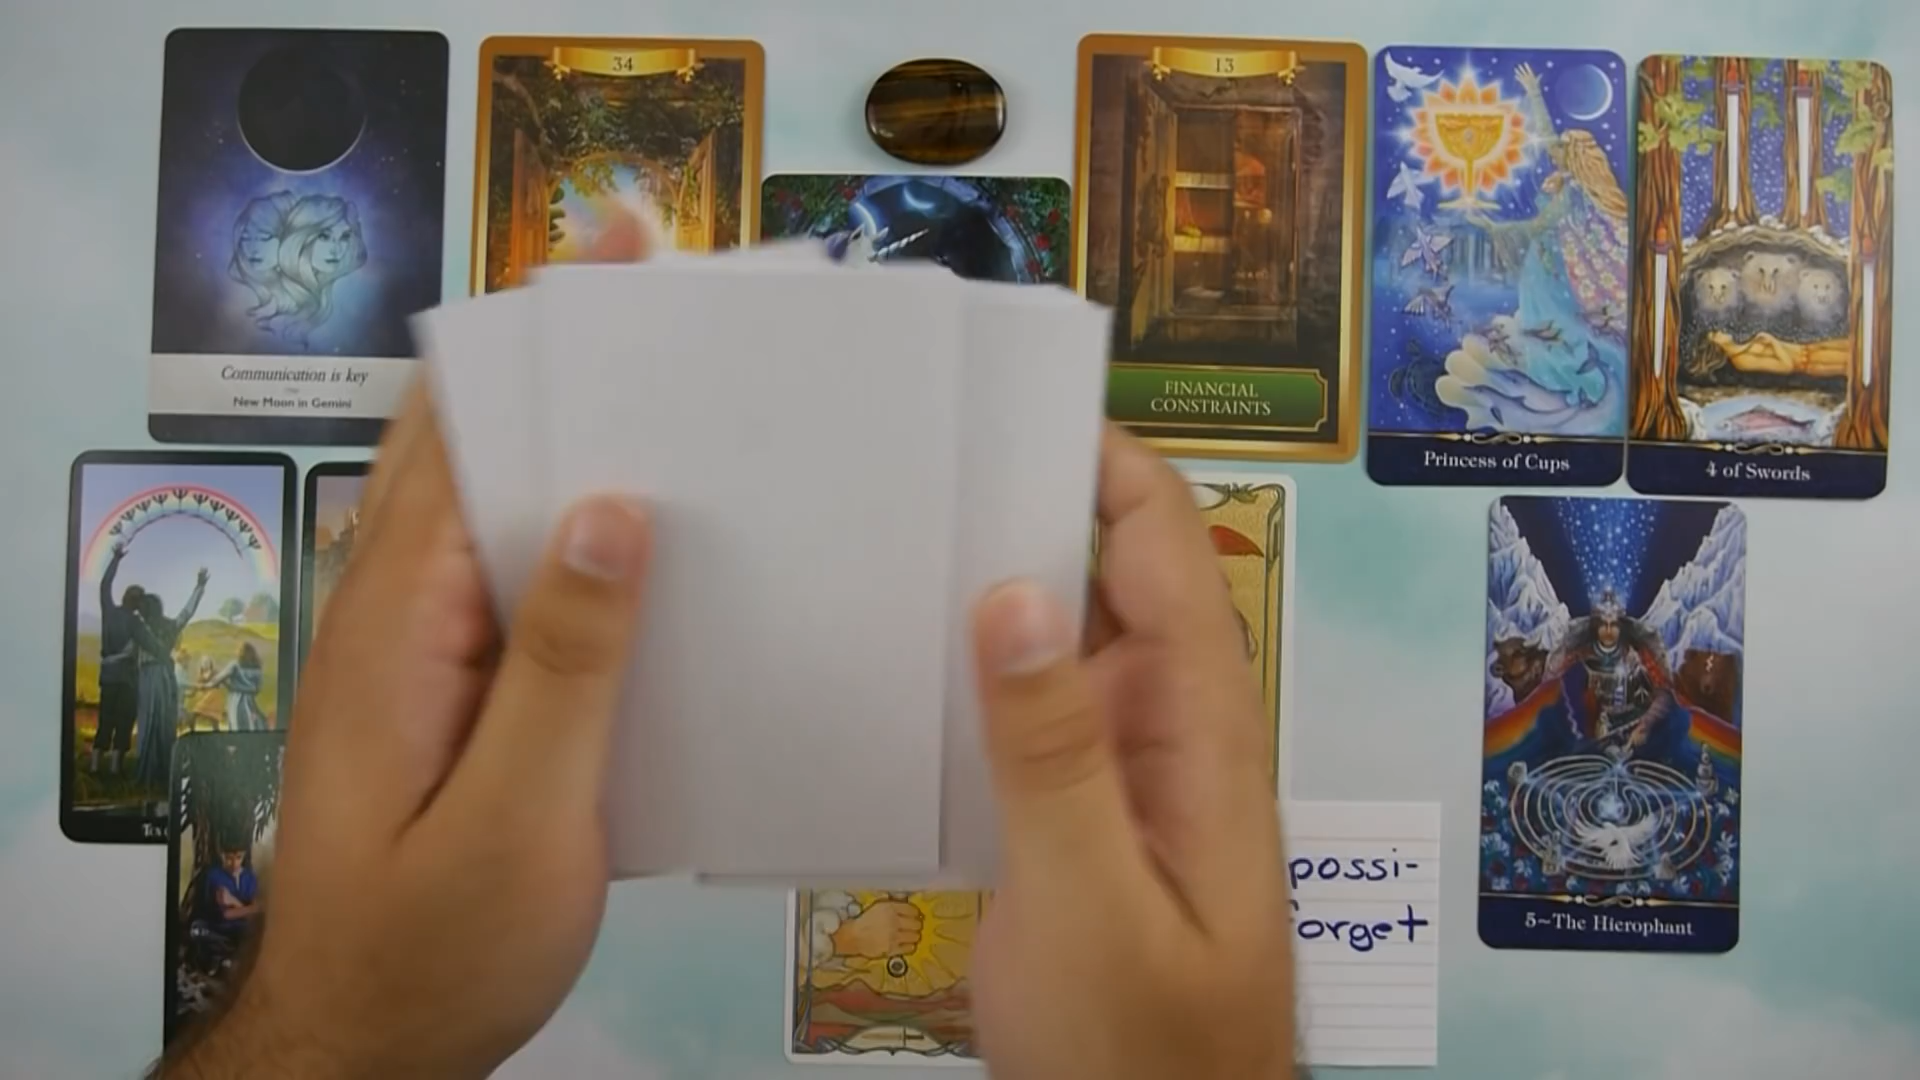 34
13
Communication is key
New Moon in Gemini
FINANCIAL
CONSTRAINTS
Princess of Cups
4 of Swords
possi-
forget
5~The Hierophant